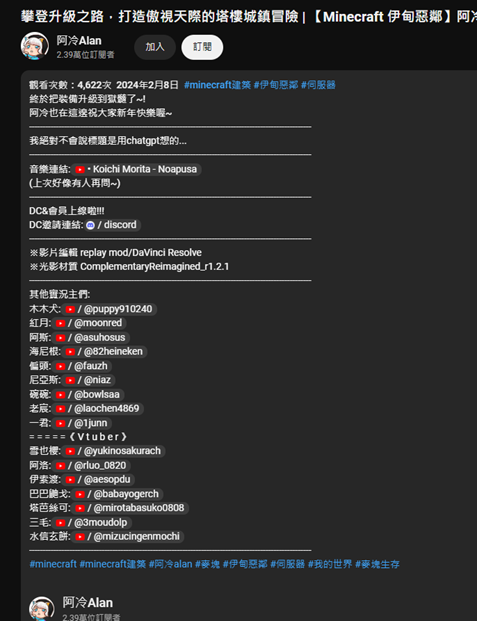 攀登升級之路．打造傲視天際的塔樓城鎮冒險 | 【Minecraft 伊甸惡鄰】阿冷
阿冷Alan
2.39萬位訂閱者
加入
訂閱
觀看次數：4,622次 2024年2月8日 #minecraft建築 #伊甸惡鄰 #伺服器
終於把裝備升級到獄髓了~!
阿冷也在這邊祝大家新年快樂喔~
我絕對不會說標題是用chatgpt想的...
音樂連結: • Koichi Morita - Noapusa
(上次好像有人再問~)
DC&會員上線啦!!!
DC邀請連結: / discord
※影片編輯 replay mod/DaVinci Resolve
※光影材質 ComplementaryReimagined_r1.2.1
其他實況主們:
木木犬: / @puppy910240
紅月: / @moonred
阿斯: / @asuhosus
海尼根: / @82heineken
傷頭: / @fauzh
尼亞斯: / @niaz
碗碗: / @bowlsaa
老宸: / @laochen4869
一君: / @1junn
= = = = =《 V t u b e r 》
雪也櫻: / @yukinosakurach
阿洛: / @rluo_0820
伊索渡: / @aesopdu
巴巴鎗戈: / @babayogerch
塔芭絲可: / @mirotabasuko0808
三毛: / @3moudolp
水信玄餅: / @mizucingenmochi
#minecraft #minecraft建築 #阿冷alan #麥塊 #伊甸惡鄰 #伺服器 #我的世界 #麥塊生存
阿冷Alan
2.39萬位訂閱者